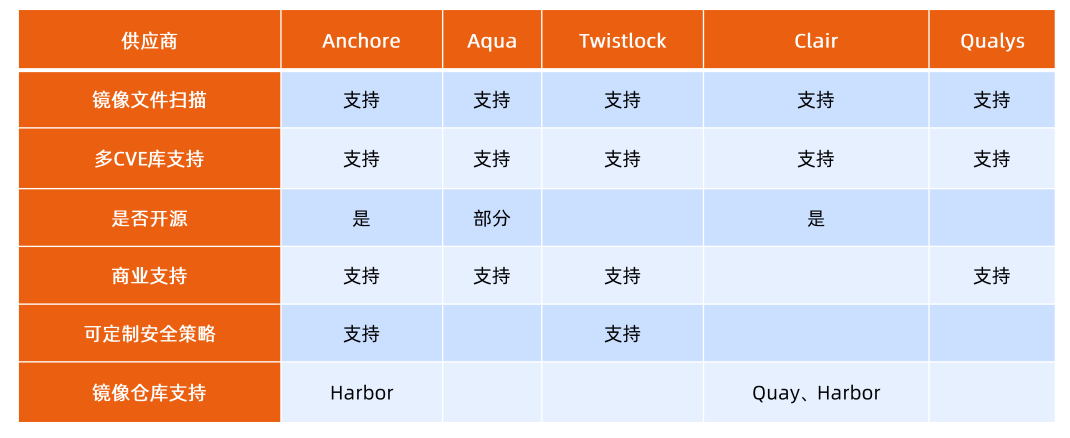 供应商 Anchore Aqua Twistlock Clair Qualys
镜像文件扫描 支持 支持 支持 支持 支持
多CVE库支持 支持 支持 支持 支持 支持
是否开源 是 部分 是
商业支持 支持 支持 支持 支持
可定制安全策略 支持 支持
镜像仓库支持 Harbor Quay、Harbor